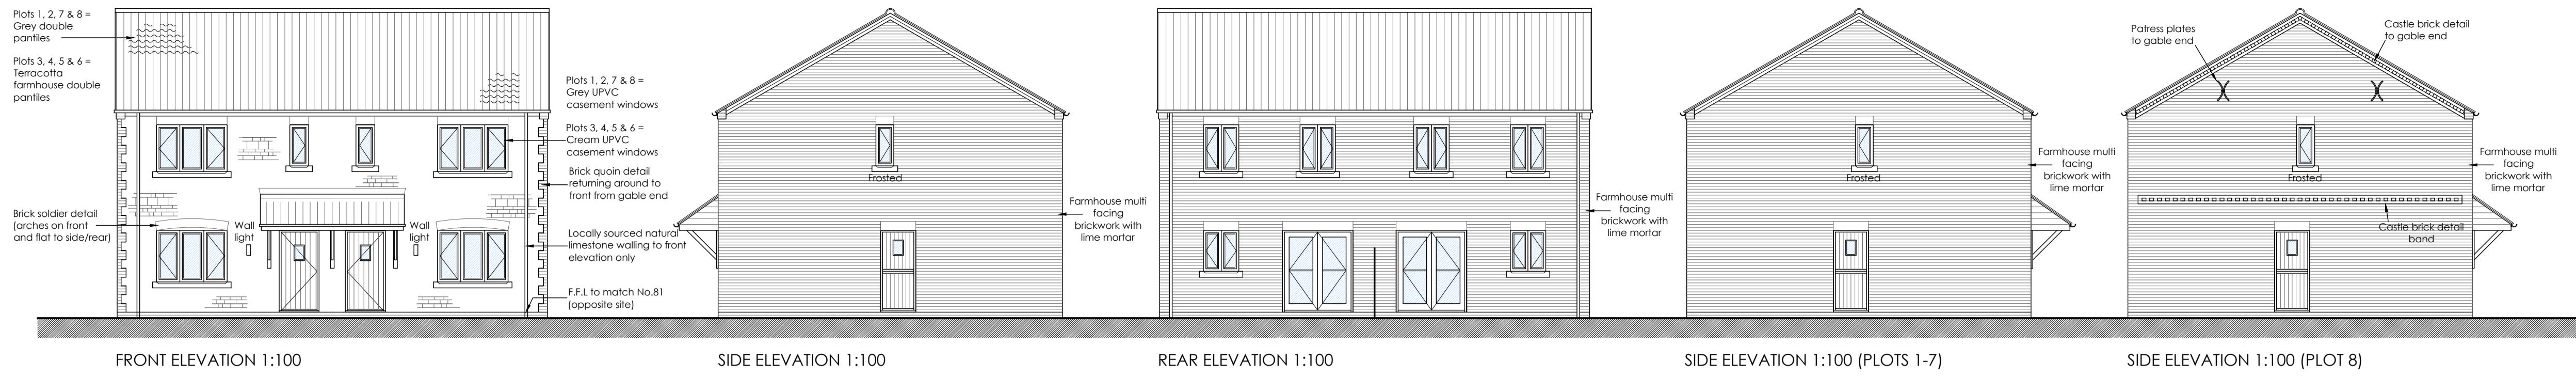 Plots 1, 2, 7 & 8 =
Grey double
pantiles
Plots 3, 4, 5 & 6 =
Terracotta
farmhouse double
pantiles
Brick soldier detail
(arches on front
and flat to side/rear)
Wall
light
Wall
light
Plots 1, 2, 7 & 8 =
Grey UPVC
casement windows
Plots 3, 4, 5 & 6 =
Cream UPVC
casement windows
Brick quoin detail
returning around to
front from gable end
Locally sourced natural
limestone walling to front
elevation only
F.F.L to match No.81
(opposite site)
FRONT ELEVATION 1:100
Frosted
Farmhouse multi
facing
brickwork with
lime mortar
SIDE ELEVATION 1:100
Farmhouse multi
facing
brickwork with
lime mortar
REAR ELEVATION 1:100
Frosted
Farmhouse multi
facing
brickwork with
lime mortar
SIDE ELEVATION 1:100 (PLOTS 1-7)
Patress plates
to gable end
Castle brick detail
to gable end
Frosted
Farmhouse multi
facing
brickwork with
lime mortar
Castle brick detail
band
SIDE ELEVATION 1:100 (PLOT 8)